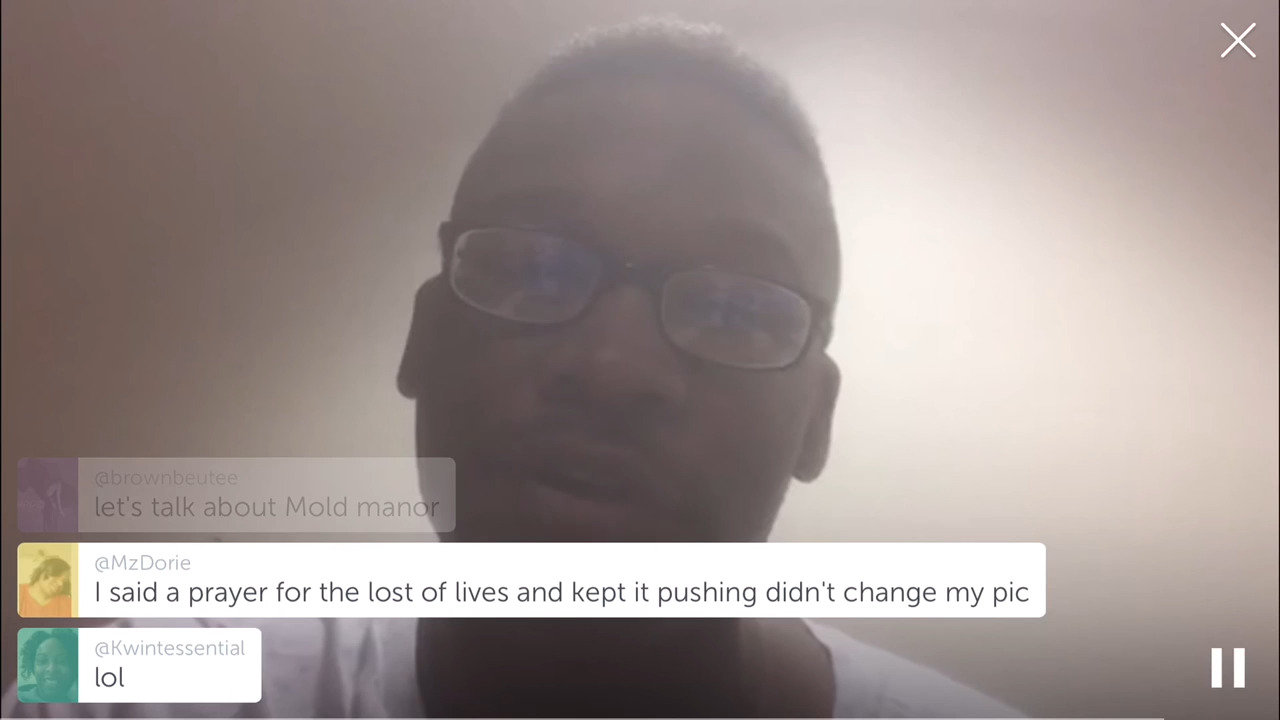 @brownbeutee
let's talk about Mold manor
@MzDorie
I said a prayer for the lost of lives and kept it pushing didn't change my pic
@Kwintessential
lol